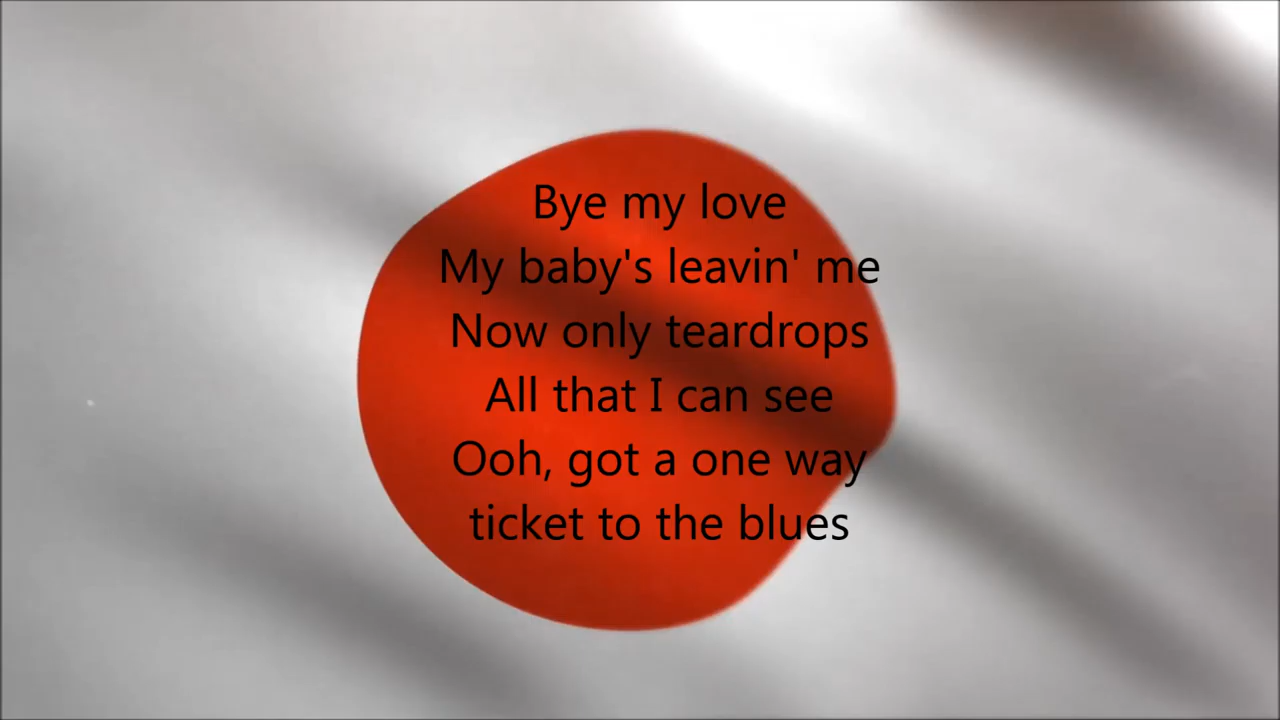 Bye my love
My baby's leavin' me
Now only teardrops
All that I can see
Ooh, got a one way
ticket to the blues